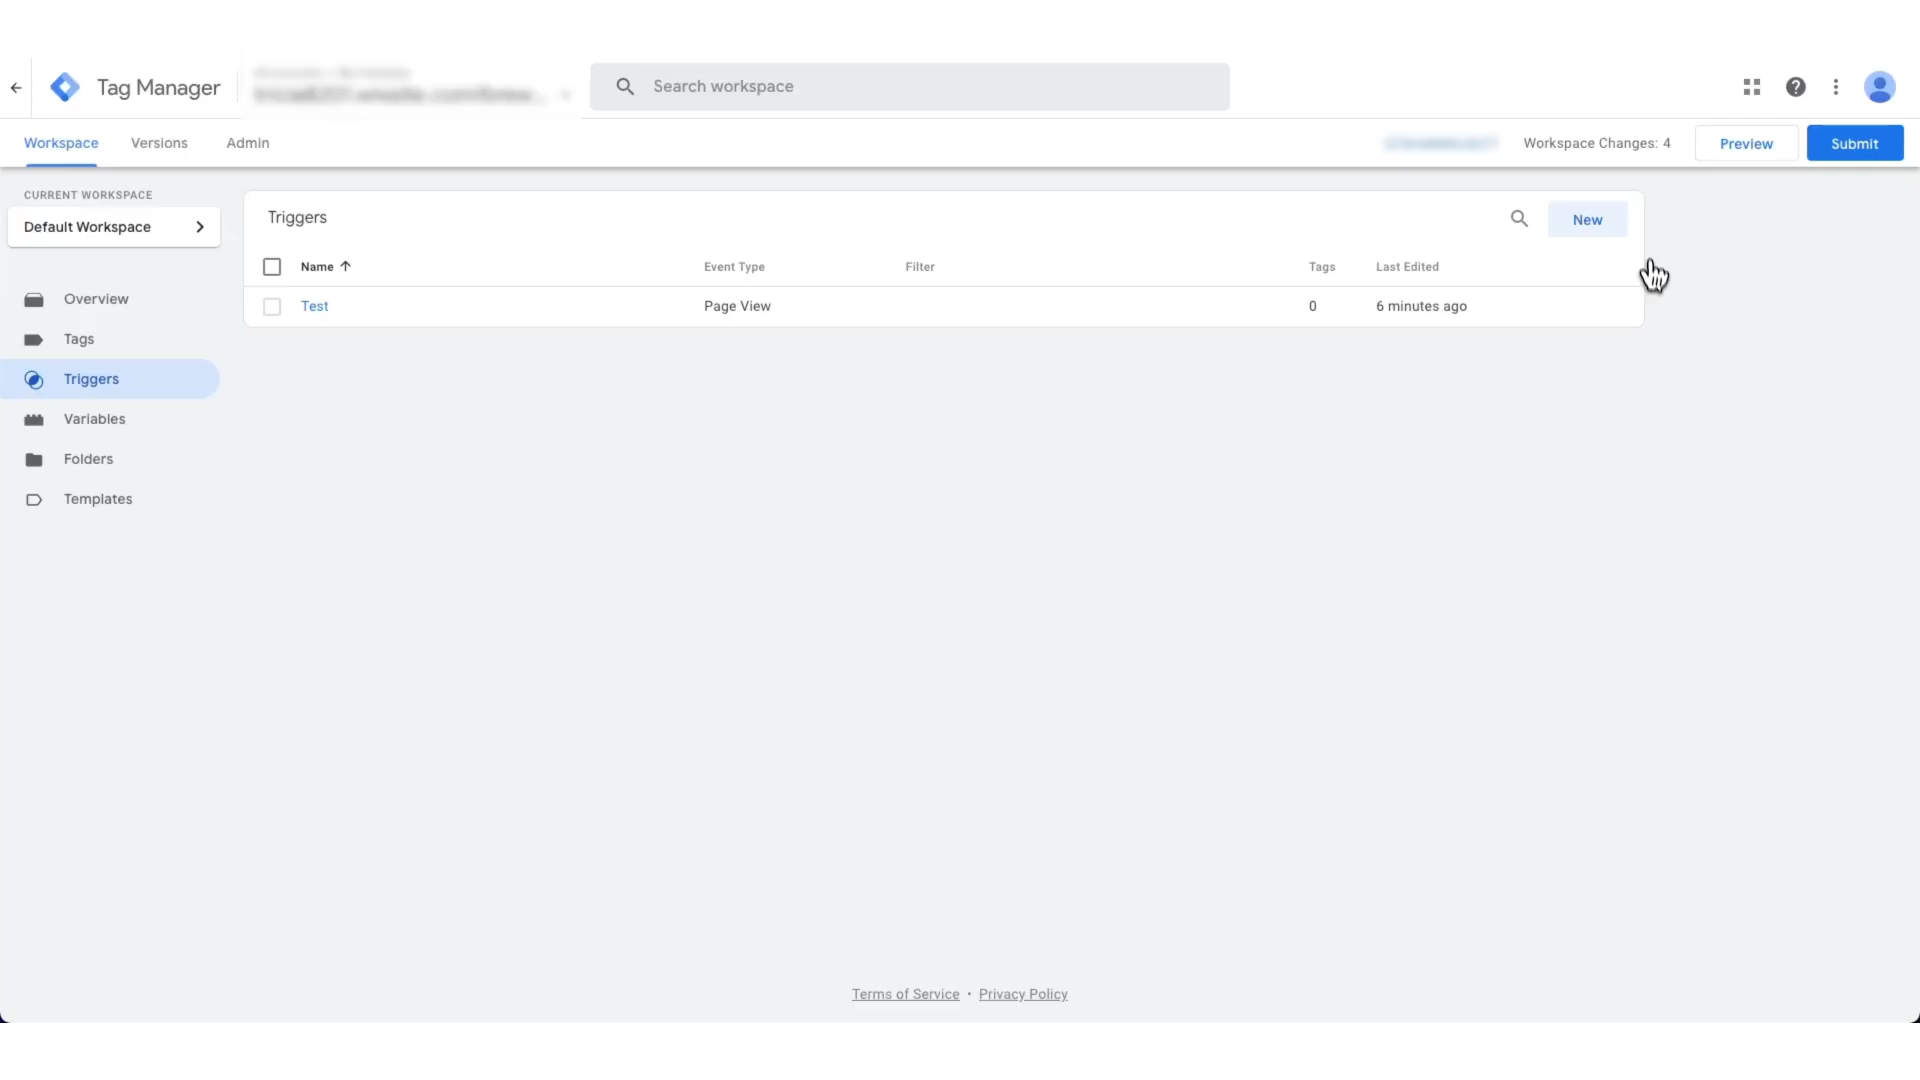 Tag Manager
Search workspace
Workspace
Versions
Admin
Workspace Changes: 4
Preview
Submit
CURRENT WORKSPACE
Default Workspace
Overview
Tags
Triggers
Variables
Folders
Templates
Triggers
New
Name
Event Type
Filter
Tags
Last Edited
Test
Page View
0
6 minutes ago
Terms of Service • Privacy Policy